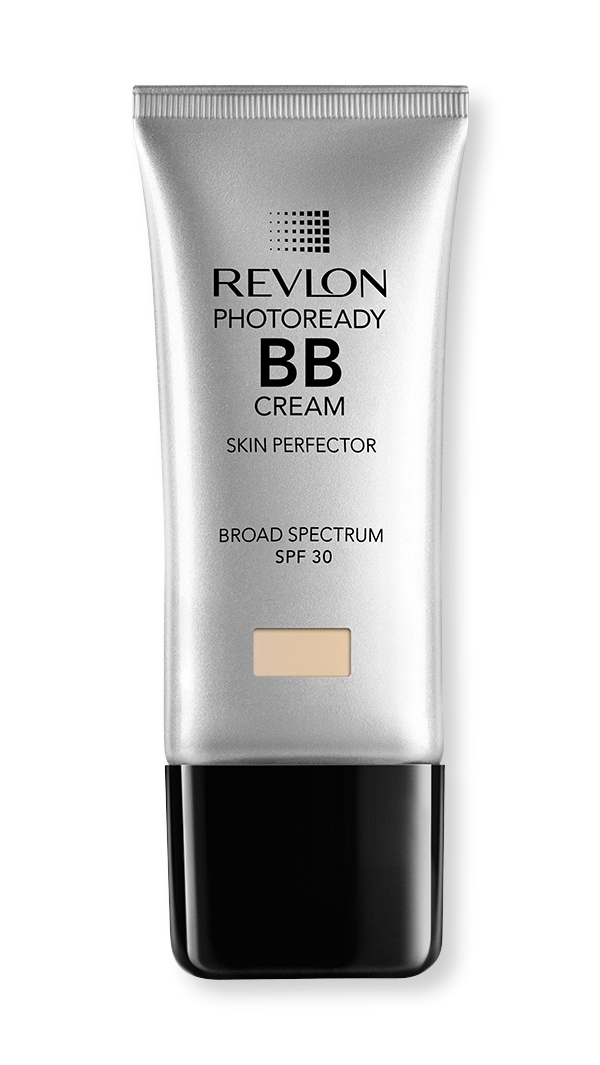 REVLON
PHOTOREADY
BB
CREAM
SKIN PERFECTOR
BROAD SPECTRUM
SPF 30